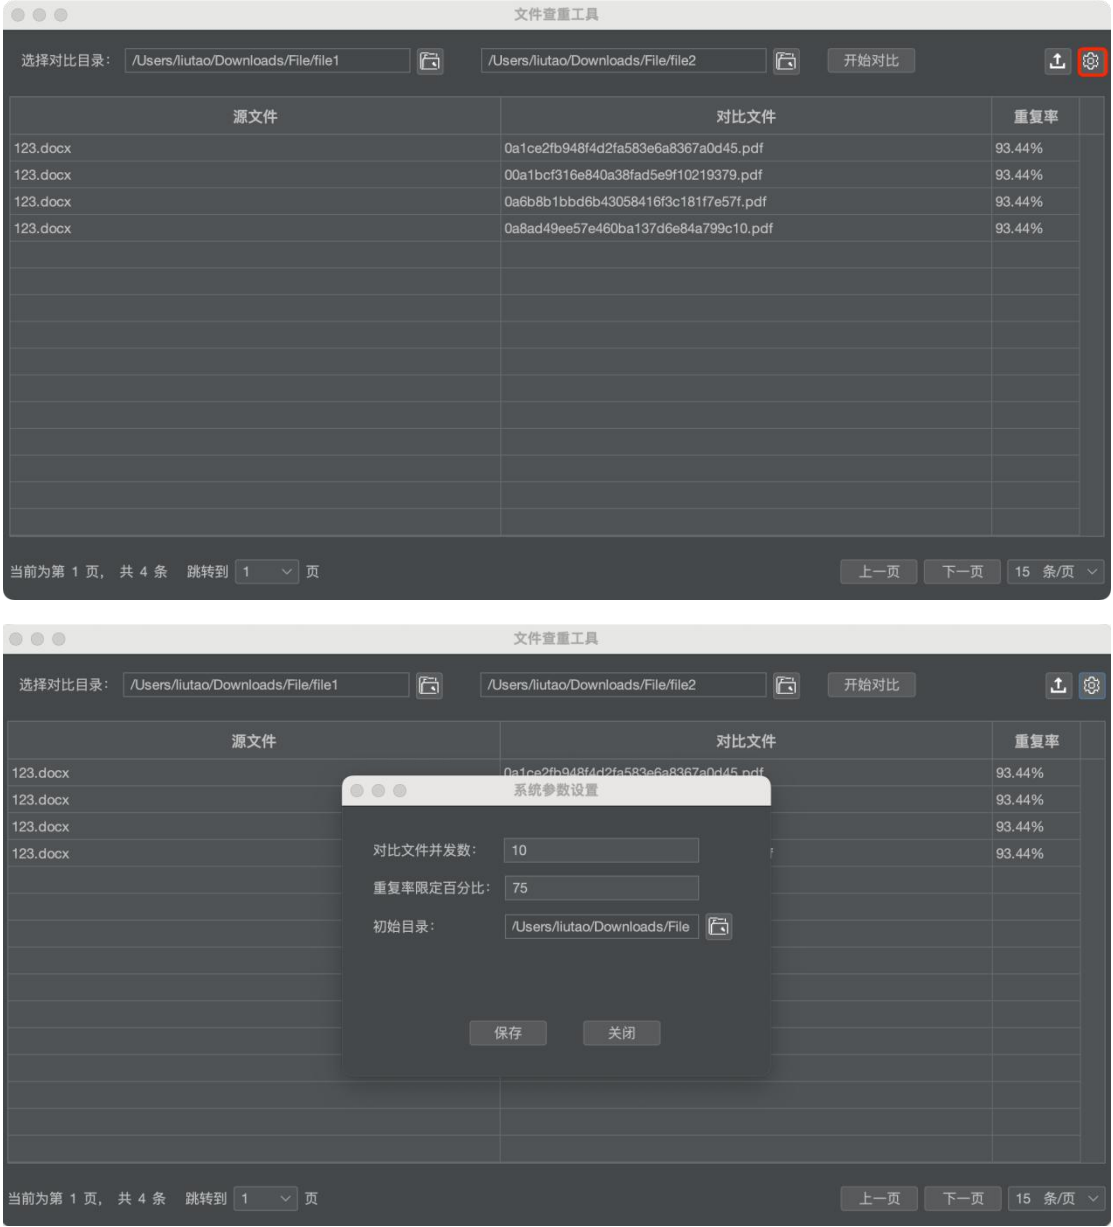 文件查重工具
选择对比目录： /Users/liutao/Downloads/File/file1 /Users/liutao/Downloads/File/file2 开始对比
源文件 对比文件 重复率
123.docx 0a1ce2fb948f4d2fa583e6a8367a0d45.pdf 93.44%
123.docx 00a1bcf316e840a38fad5e9f10219379.pdf 93.44%
123.docx 0a6b8b1bbd6b43058416f3c181f7e57f.pdf 93.44%
123.docx 0a8ad49ee57e460ba137d6e84a799c10.pdf 93.44%
当前为第 1 页， 共 4 条 跳转到 1 页 上一页 下一页 15 条/页
文件查重工具
选择对比目录： /Users/liutao/Downloads/File/file1 /Users/liutao/Downloads/File/file2 开始对比
源文件 对比文件 重复率
123.docx 0a1ce2fb948f4d2fa583e6a8367a0d45.pdf 93.44%
123.docx 93.44%
123.docx 93.44%
123.docx 93.44%
系统参数设置
对比文件并发数： 10
重复率限定百分比： 75
初始目录： /Users/liutao/Downloads/File
保存 关闭
当前为第 1 页， 共 4 条 跳转到 1 页 上一页 下一页 15 条/页